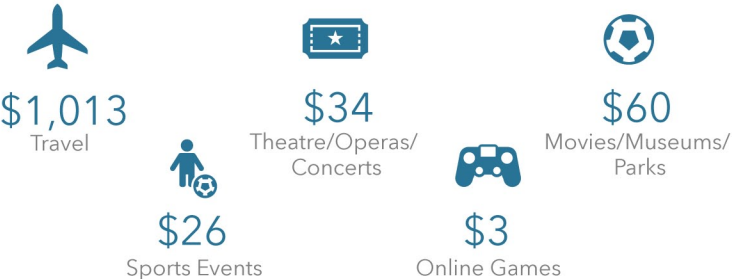 $1,013
Travel
$34
Theatre/Operas/
Concerts
$60
Movies/Museums/
Parks
$26
Sports Events
$3
Online Games